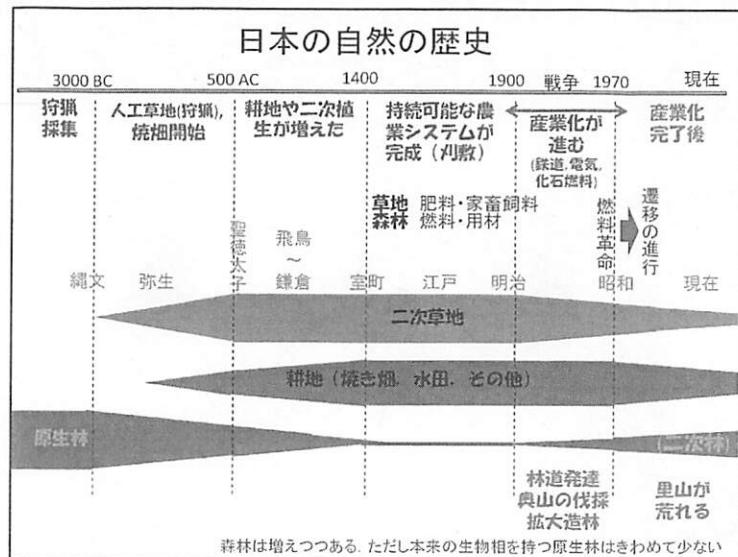 日本の自然の歴史
3000 BC 500 AC 1400 1900 戦争 1970 現在
狩猟
採集
人工草地(狩猟),
焼畑開始
耕地や二次植
生が増えた
持続可能な農
業システムが
完成（刈敷）
産業化が
進む
(鉄道,電気,
化石燃料)
産業化
完了後
草地 肥料・家畜飼料
森林 燃料・用材
燃料革命
遷移の進行
聖徳太子
飛鳥
～
鎌倉
縄文 弥生 室町 江戸 明治 昭和 現在
二次草地
耕地（焼き畑．水田．その他）
原生林
(二次林)
林道発達
奥山の伐採
拡大造林
里山が
荒れる
森林は増えつつある．ただし本来の生物相を持つ原生林はきわめて少ない